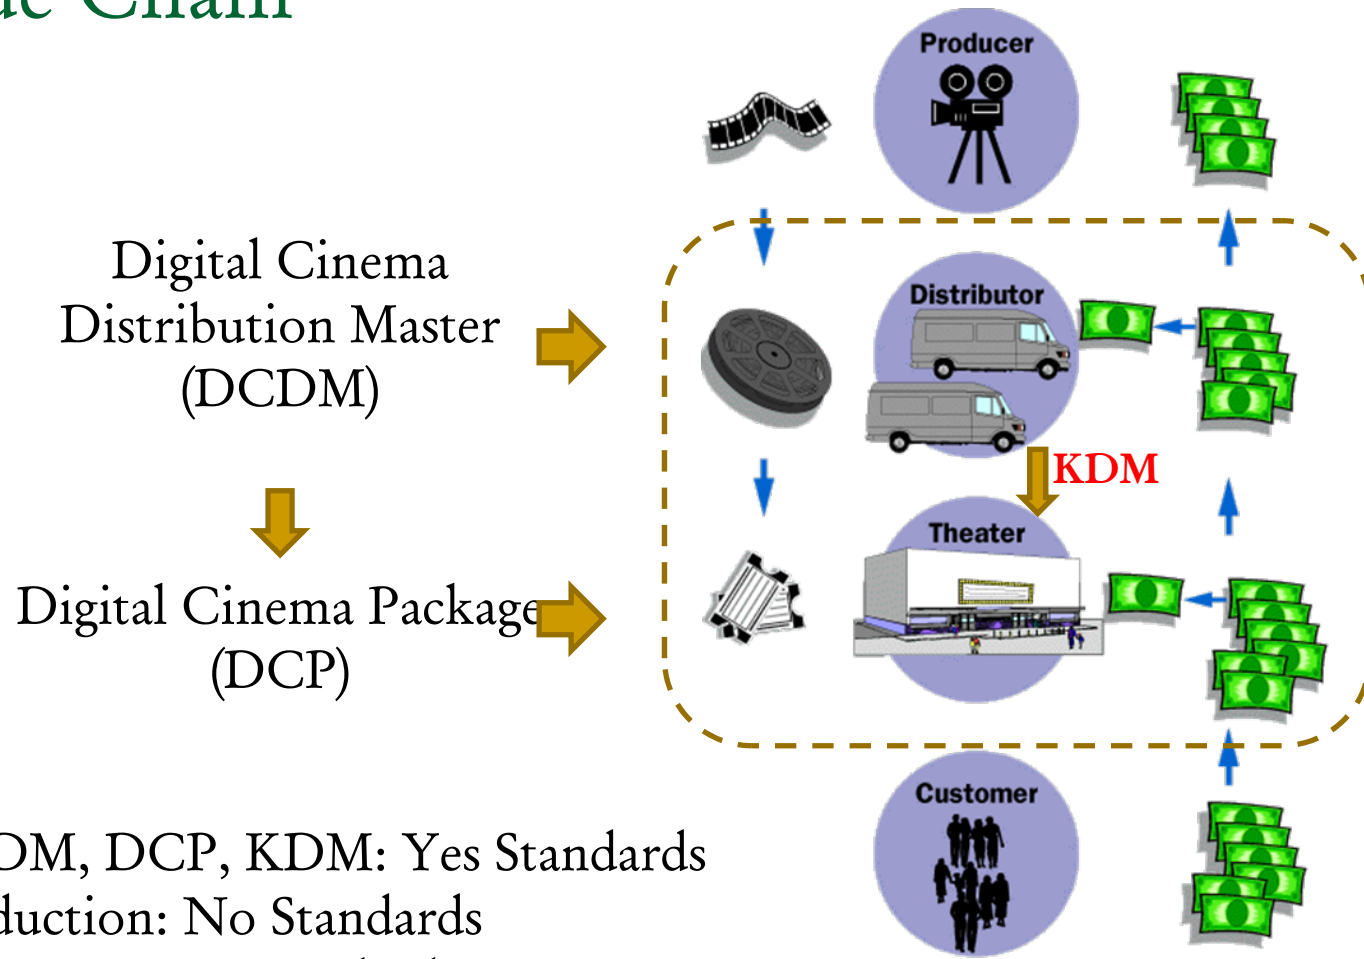 Chain
Producer
Digital Cinema
Distribution Master
(DCDM)
Distributor
KDM
Theater
Digital Cinema Package
(DCP)
Customer
DM, DCP, KDM: Yes Standards
duction: No Standards